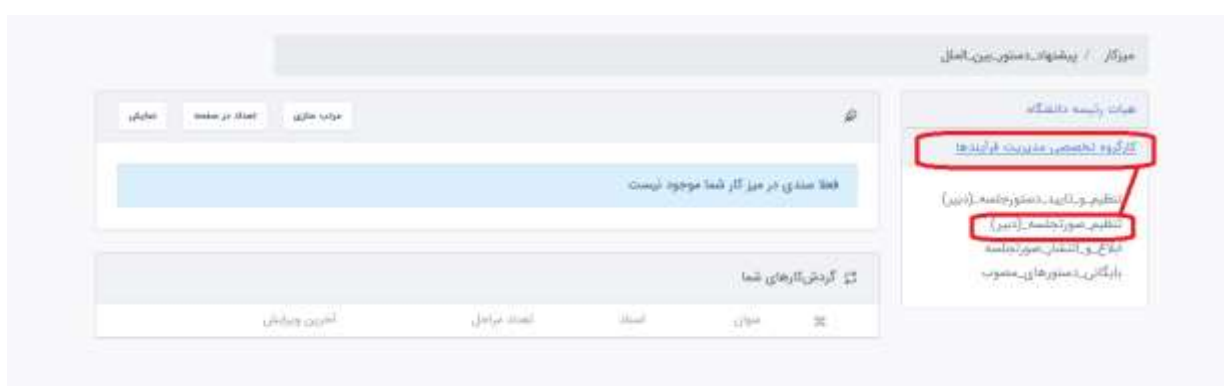 میزکار / پیشنهاد_دستور_بین_الملل
هیات رئیسه دانشگاه
کارگروه تخصصی مدیریت فرآیندها
تنظیم_و_تایید_دستورجلسه_(دبیر)
تنظیم_صورتجلسه_(دبیر)
ابلاغ_و_انتشار_صورتجلسه
بایگانی_دستورهای_مصوب
مرتب سازی تعداد در صفحه نمایش
فعلا سندی در میز کار شما موجود نیست
گردش‌کارهای شما
عنوان اسناد تعداد مراحل آخرین ویرایش